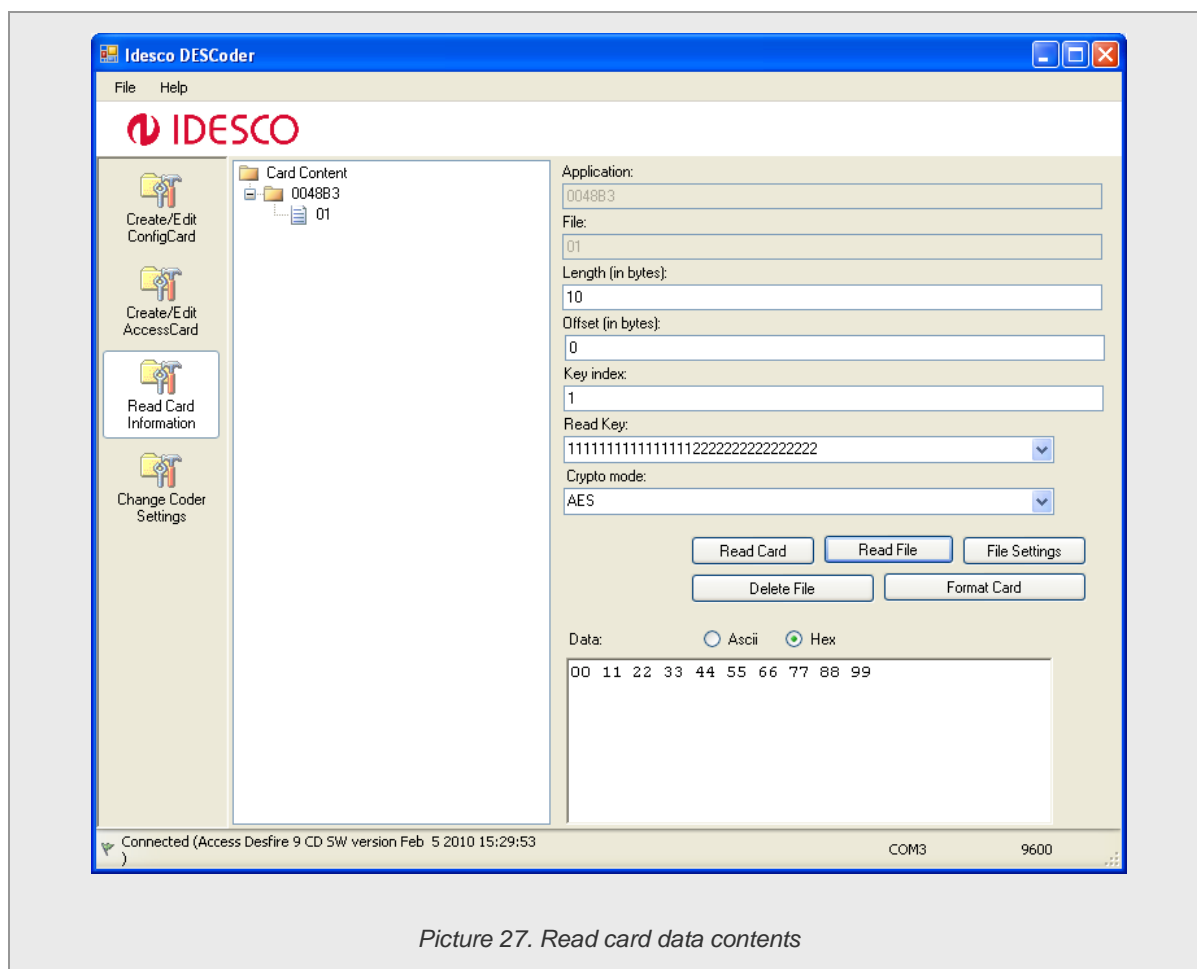 Idesco DESCoder
File Help
IDESCO
Create/Edit
ConfigCard
Create/Edit
AccessCard
Read Card
Information
Change Coder
Settings
Card Content
0048B3
01
Application:
0048B3
File:
01
Length (in bytes):
10
Offset (in bytes):
0
Key index:
1
Read Key:
11111111111111112222222222222222
Crypto mode:
AES
Read Card Read File File Settings
Delete File Format Card
Data: Ascii Hex
00 11 22 33 44 55 66 77 88 99
Connected (Access Desfire 9 CD SW version Feb 5 2010 15:29:53
) COM3 9600
Picture 27. Read card data contents